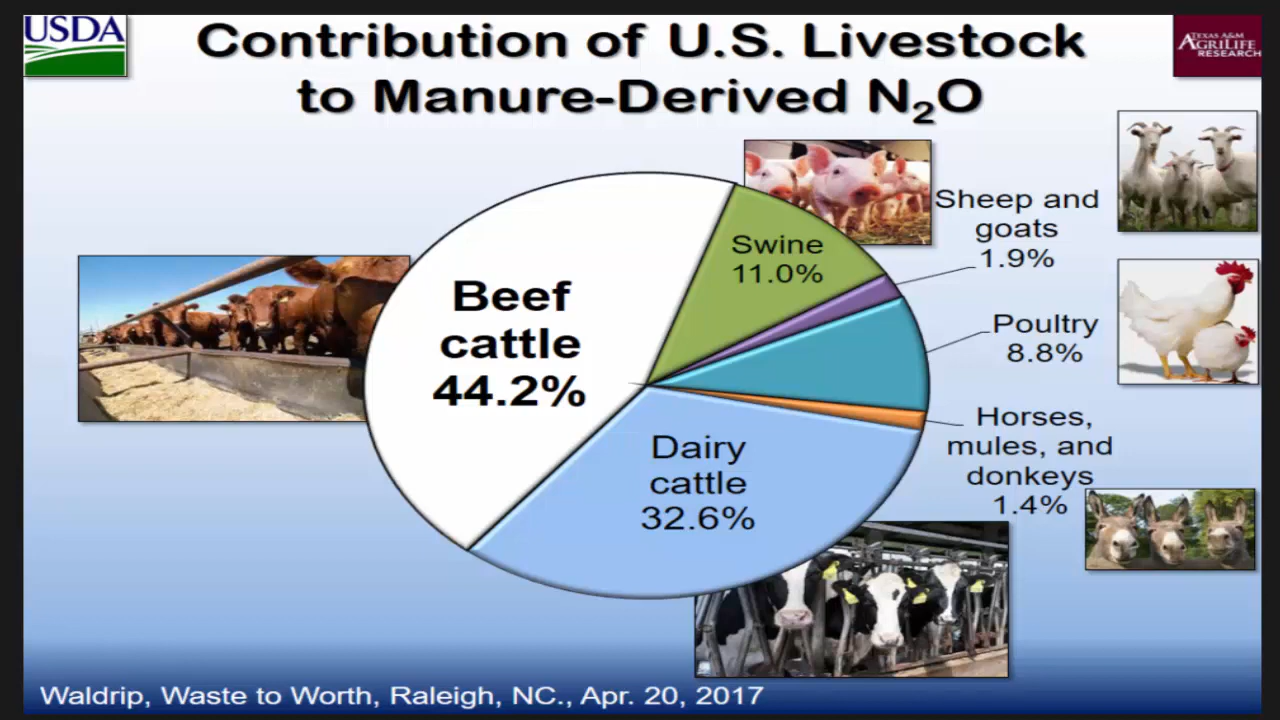 USDA
Contribution of U.S. Livestock
to Manure-Derived N₂O
TEXAS A&M
AGRILIFE
RESEARCH
Beef
cattle
44.2%
Swine
11.0%
Sheep and
goats
1.9%
Poultry
8.8%
Horses,
mules, and
donkeys
1.4%
Dairy
cattle
32.6%
Waldrip, Waste to Worth, Raleigh, NC., Apr. 20, 2017